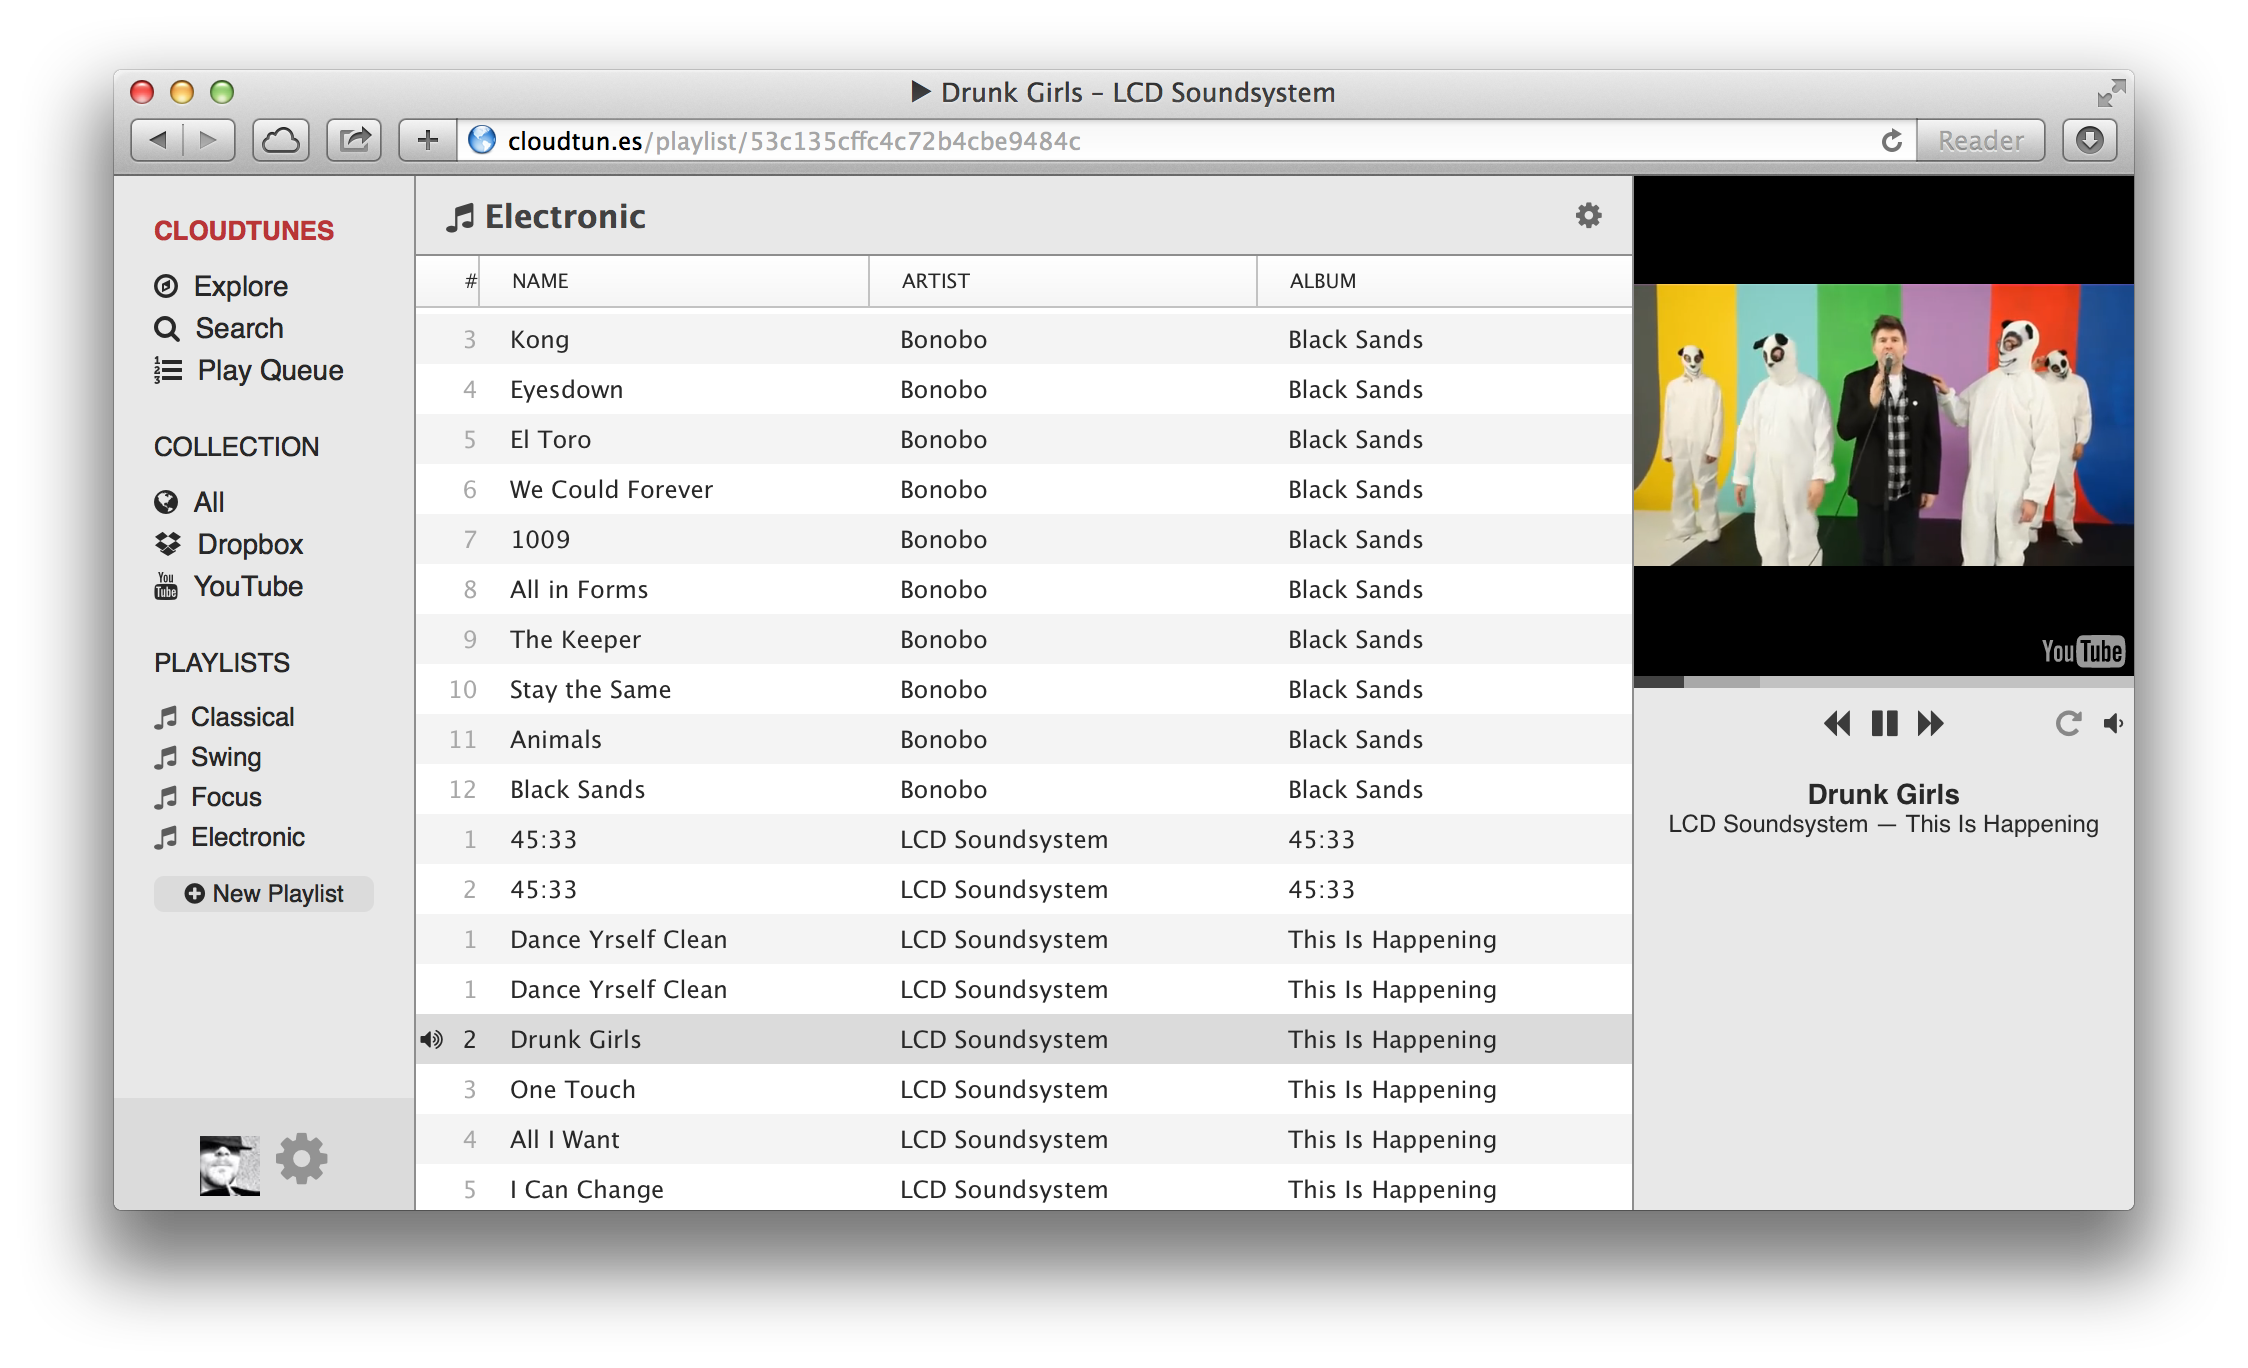 ▶ Drunk Girls – LCD Soundsystem
cloudtun.es/playlist/53c135cffc4c72b4cbe9484c
Reader
CLOUDTUNES
Explore
Search
Play Queue
COLLECTION
All
Dropbox
You Tube YouTube
PLAYLISTS
Classical
Swing
Focus
Electronic
New Playlist
Electronic
# NAME ARTIST ALBUM
3 Kong Bonobo Black Sands
4 Eyesdown Bonobo Black Sands
5 El Toro Bonobo Black Sands
6 We Could Forever Bonobo Black Sands
7 1009 Bonobo Black Sands
8 All in Forms Bonobo Black Sands
9 The Keeper Bonobo Black Sands
10 Stay the Same Bonobo Black Sands
11 Animals Bonobo Black Sands
12 Black Sands Bonobo Black Sands
1 45:33 LCD Soundsystem 45:33
2 45:33 LCD Soundsystem 45:33
1 Dance Yrself Clean LCD Soundsystem This Is Happening
1 Dance Yrself Clean LCD Soundsystem This Is Happening
2 Drunk Girls LCD Soundsystem This Is Happening
3 One Touch LCD Soundsystem This Is Happening
4 All I Want LCD Soundsystem This Is Happening
5 I Can Change LCD Soundsystem This Is Happening
YouTube
Drunk Girls
LCD Soundsystem — This Is Happening